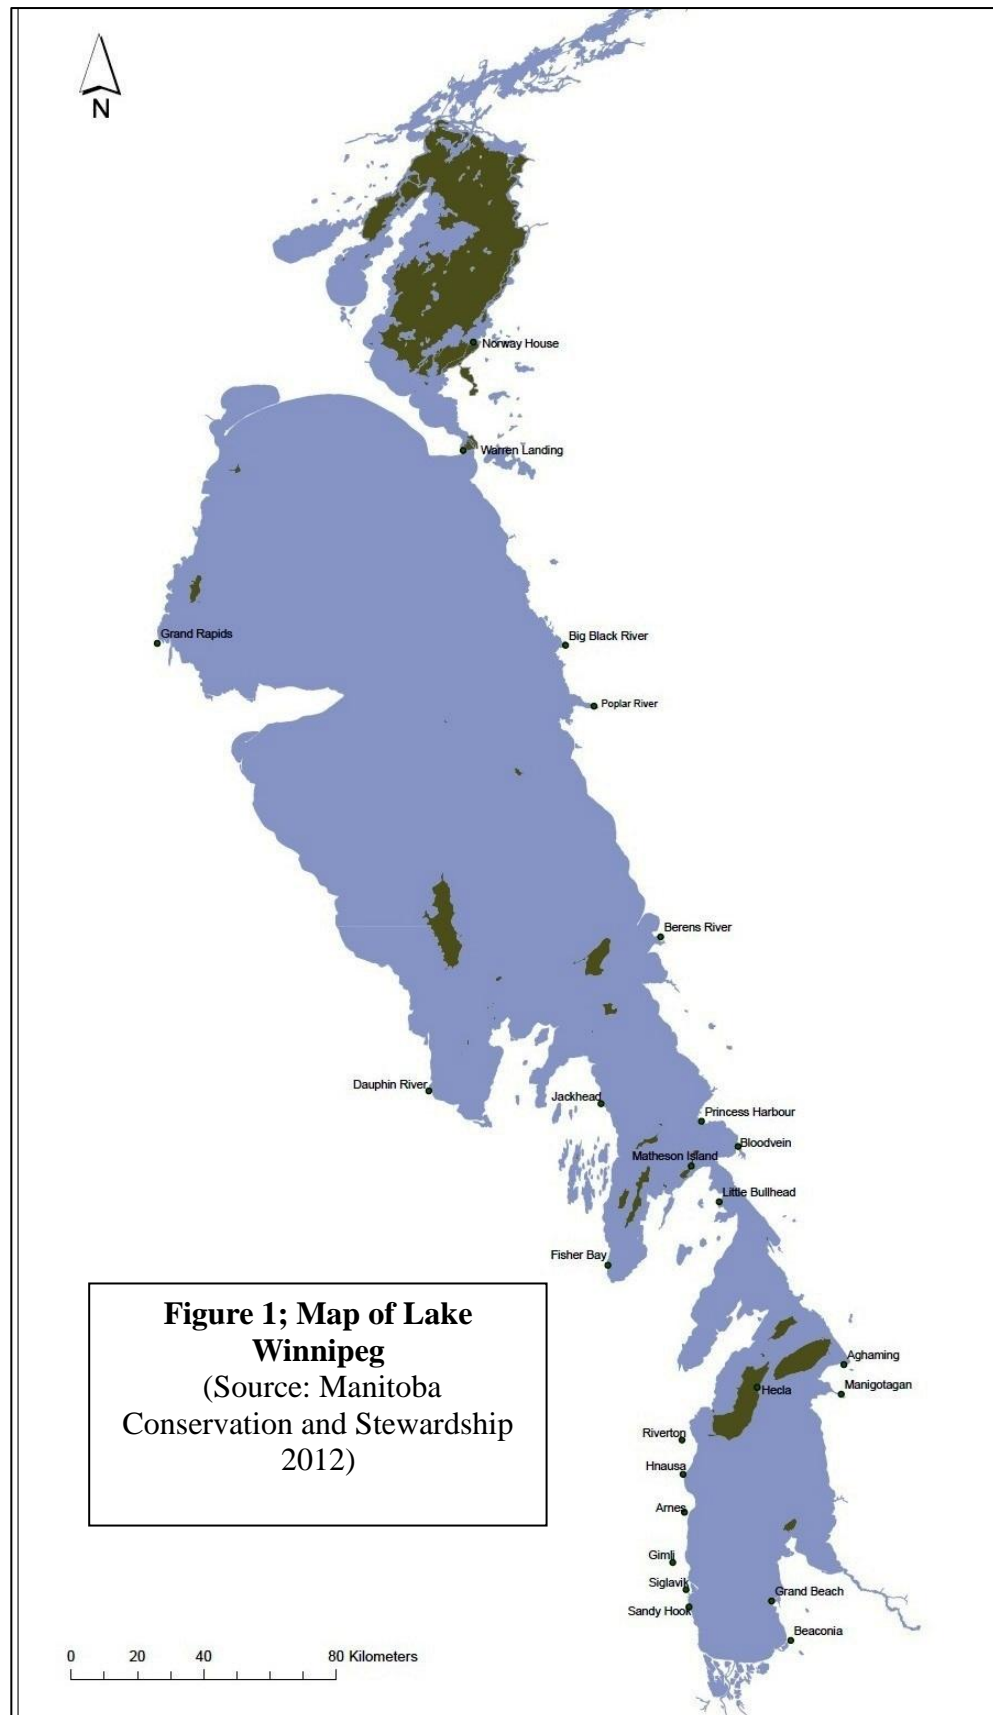 N
Norway House
Warren Landing
Grand Rapids
Big Black River
Poplar River
Berens River
Dauphin River
Jackhead
Princess Harbour
Bloodvein
Matheson Island
Little Bullhead
Fisher Bay
Figure 1; Map of Lake
Winnipeg
(Source: Manitoba
Conservation and Stewardship
2012)
Aghaming
Manigotagan
Hecla
Riverton
Hnausa
Arnes
Gimli
Siglavik
Grand Beach
Sandy Hook
Beaconia
0 20 40 80 Kilometers